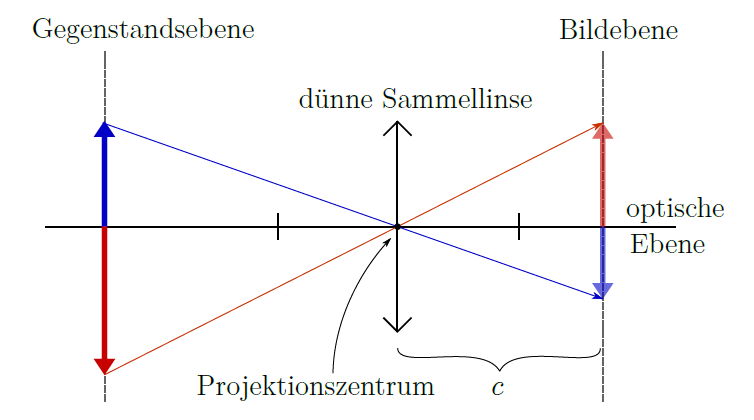 Gegenstandsebene
Bildebene
dünne Sammellinse
optische
Ebene
Projektionszentrum
c